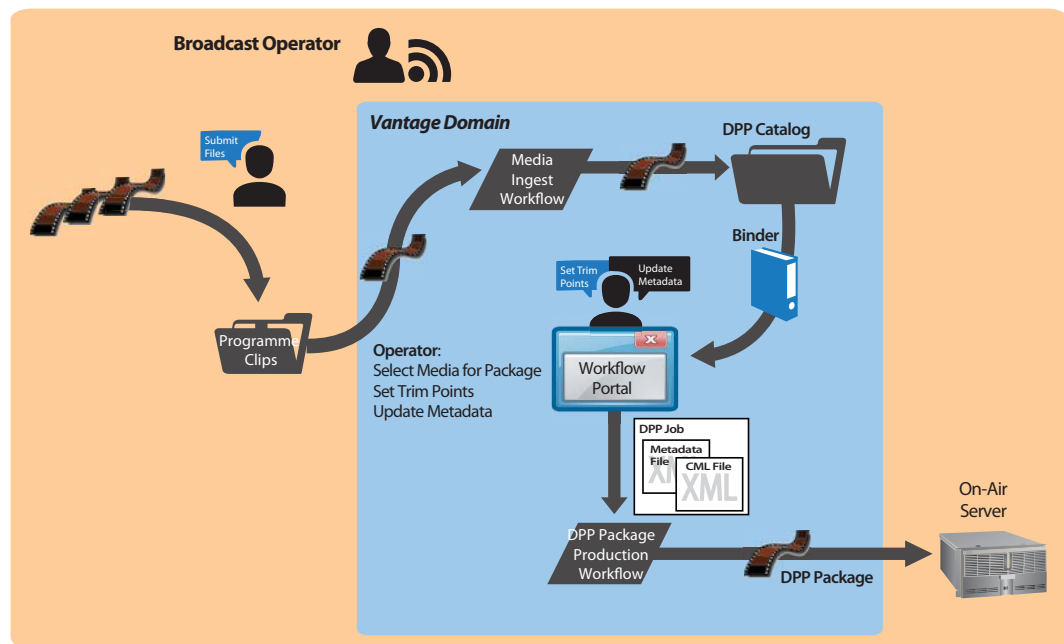 Broadcast Operator
Vantage Domain
Submit
Files
Media
Ingest
Workflow
DPP Catalog
Binder
Set Trim
Points
Update
Metadata
Programme
Clips
Operator:
Select Media for Package
Set Trim Points
Update Metadata
Workflow
Portal
DPP Job
Metadata
File
XML
CML File
XML
DPP Package
Production
Workflow
DPP Package
On-Air
Server